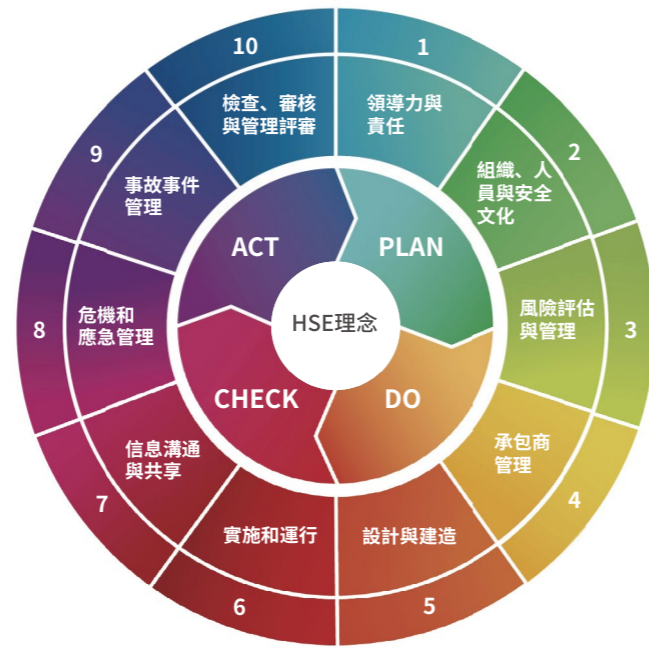 10
1
檢查、審核
與管理評審
領導力與
責任
9
2
事故事件
管理
組織、人
員與安全
文化
ACT
PLAN
8
危機和
應急管理
HSE理念
風險評估
與管理
3
CHECK
DO
7
信息溝通
與共享
承包商
管理
4
實施和運行
設計與建造
6
5